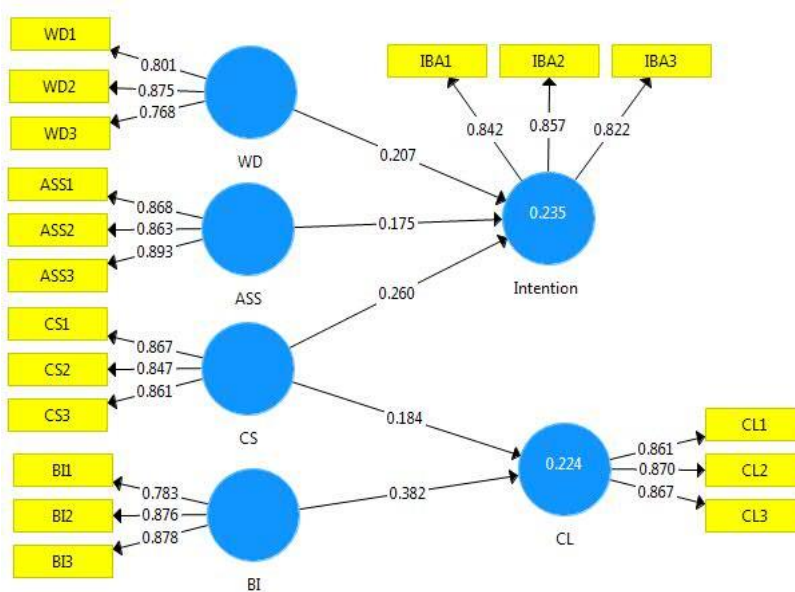 WD1
WD2
WD3
0.801
0.875
0.768
WD
IBA1
IBA2
IBA3
0.842
0.857
0.822
0.207
ASS1
ASS2
ASS3
0.868
0.863
0.893
ASS
0.175
0.235
Intention
0.260
CS1
CS2
CS3
0.867
0.847
0.861
CS
0.184
BI1
BI2
BI3
0.783
0.876
0.878
BI
0.382
0.224
CL
0.861
0.870
0.867
CL1
CL2
CL3